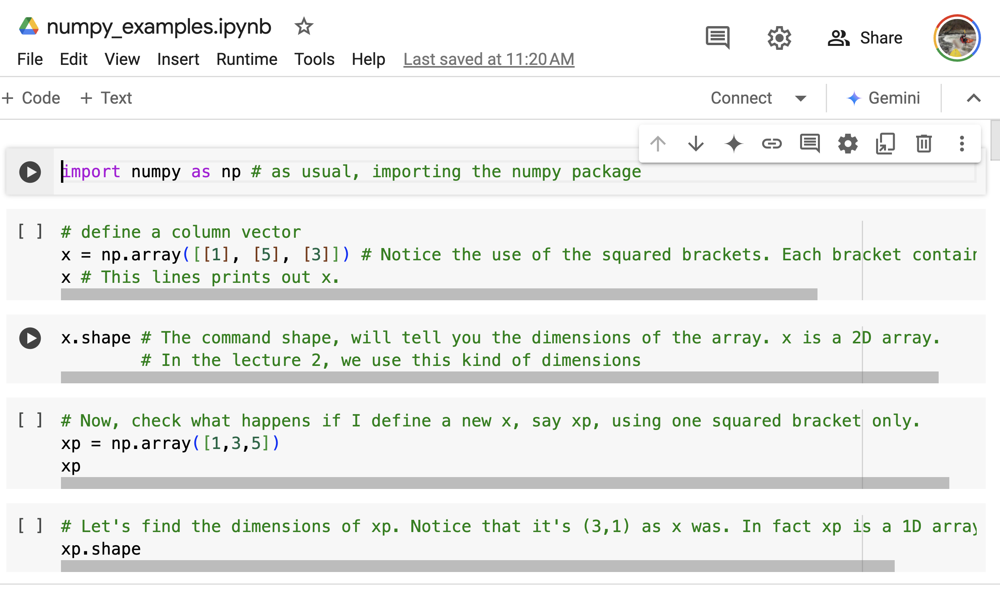 numpy_examples.ipynb
File Edit View Insert Runtime Tools Help Last saved at 11:20 AM
Share
+ Code + Text
Connect
Gemini
import numpy as np # as usual, importing the numpy package
[ ] # define a column vector
x = np.array([[1], [5], [3]]) # Notice the use of the squared brackets. Each bracket contain
x # This lines prints out x.
x.shape # The command shape, will tell you the dimensions of the array. x is a 2D array.
# In the lecture 2, we use this kind of dimensions
[ ] # Now, check what happens if I define a new x, say xp, using one squared bracket only.
xp = np.array([1,3,5])
xp
[ ] # Let's find the dimensions of xp. Notice that it's (3,1) as x was. In fact xp is a 1D array
xp.shape